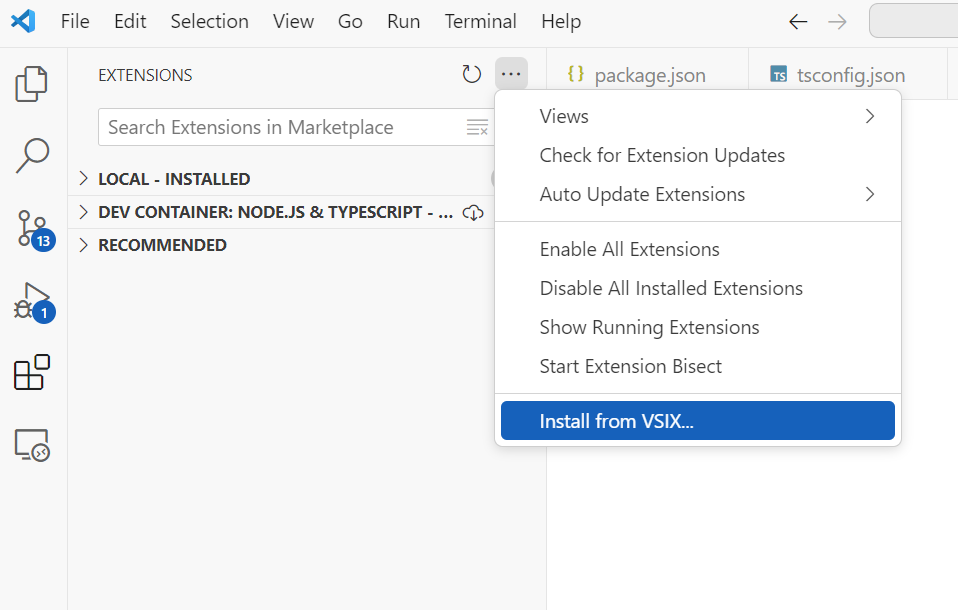 File Edit Selection View Go Run Terminal Help
EXTENSIONS
{} package.json
TS tsconfig.json
Search Extensions in Marketplace
LOCAL - INSTALLED
DEV CONTAINER: NODE.JS & TYPESCRIPT - ...
RECOMMENDED
13
1
Views
Check for Extension Updates
Auto Update Extensions
Enable All Extensions
Disable All Installed Extensions
Show Running Extensions
Start Extension Bisect
Install from VSIX...